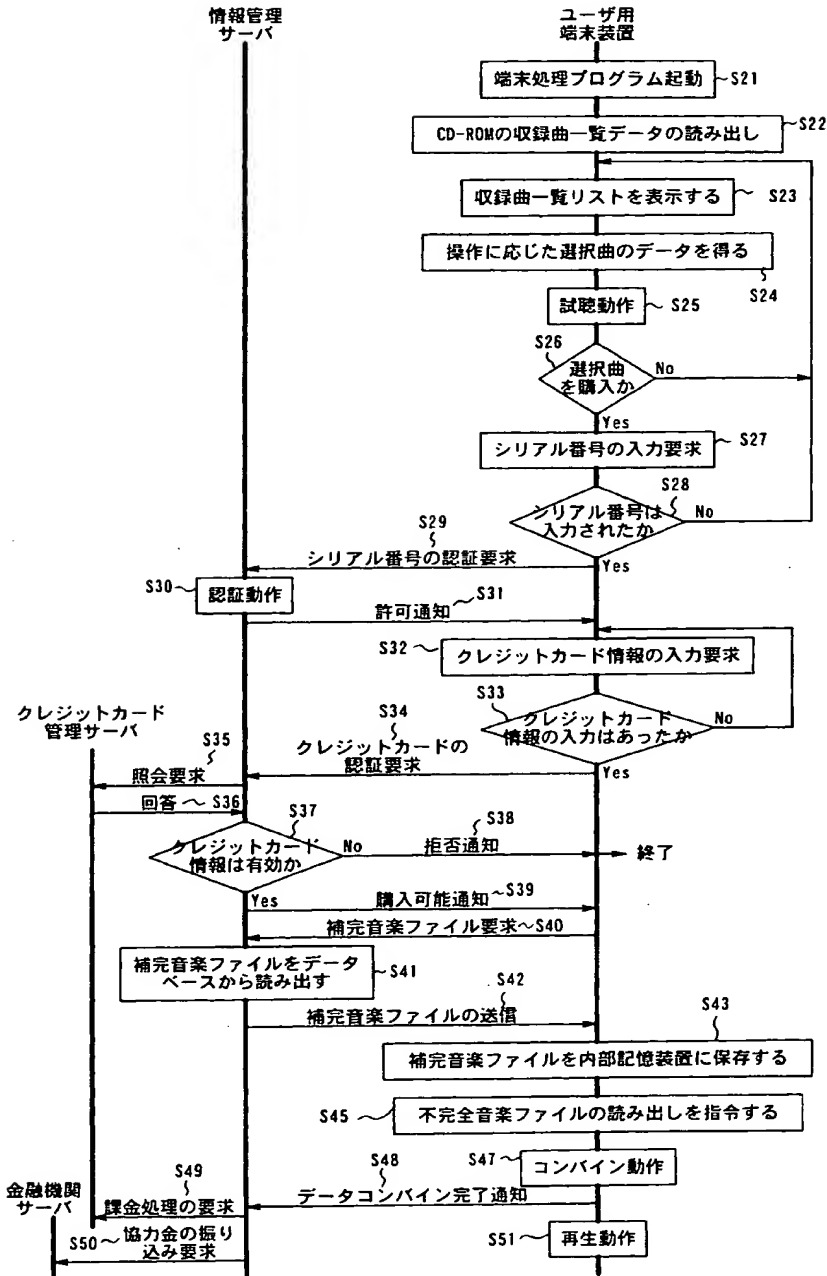 情報管理
サーバ
ユーザ用
端末装置
端末処理プログラム起動
S21
CD-ROMの収録曲一覧データの読み出し
S22
収録曲一覧リストを表示する
S23
操作に応じた選択曲のデータを得る
S24
試聴動作
S25
S26
選択曲
を購入か
No
Yes
シリアル番号の入力要求
S27
シリアル番号は
入力されたか
S28
No
Yes
S29
シリアル番号の認証要求
S30
認証動作
S31
許可通知
S32
クレジットカード情報の入力要求
S33
クレジットカード
情報の入力はあったか
No
Yes
S34
クレジットカードの
認証要求
クレジットカード
管理サーバ
S35
照会要求
回答
S36
S37
クレジットカード
情報は有効か
No
Yes
S38
拒否通知
終了
購入可能通知
S39
補完音楽ファイル要求
S40
補完音楽ファイルをデータ
ベースから読み出す
S41
S42
補完音楽ファイルの送信
S43
補完音楽ファイルを内部記憶装置に保存する
S45
不完全音楽ファイルの読み出しを指令する
S47
コンバイン動作
S48
データコンバイン完了通知
S49
課金処理の要求
金融機関
サーバ
S50
協力金の振り
込み要求
S51
再生動作